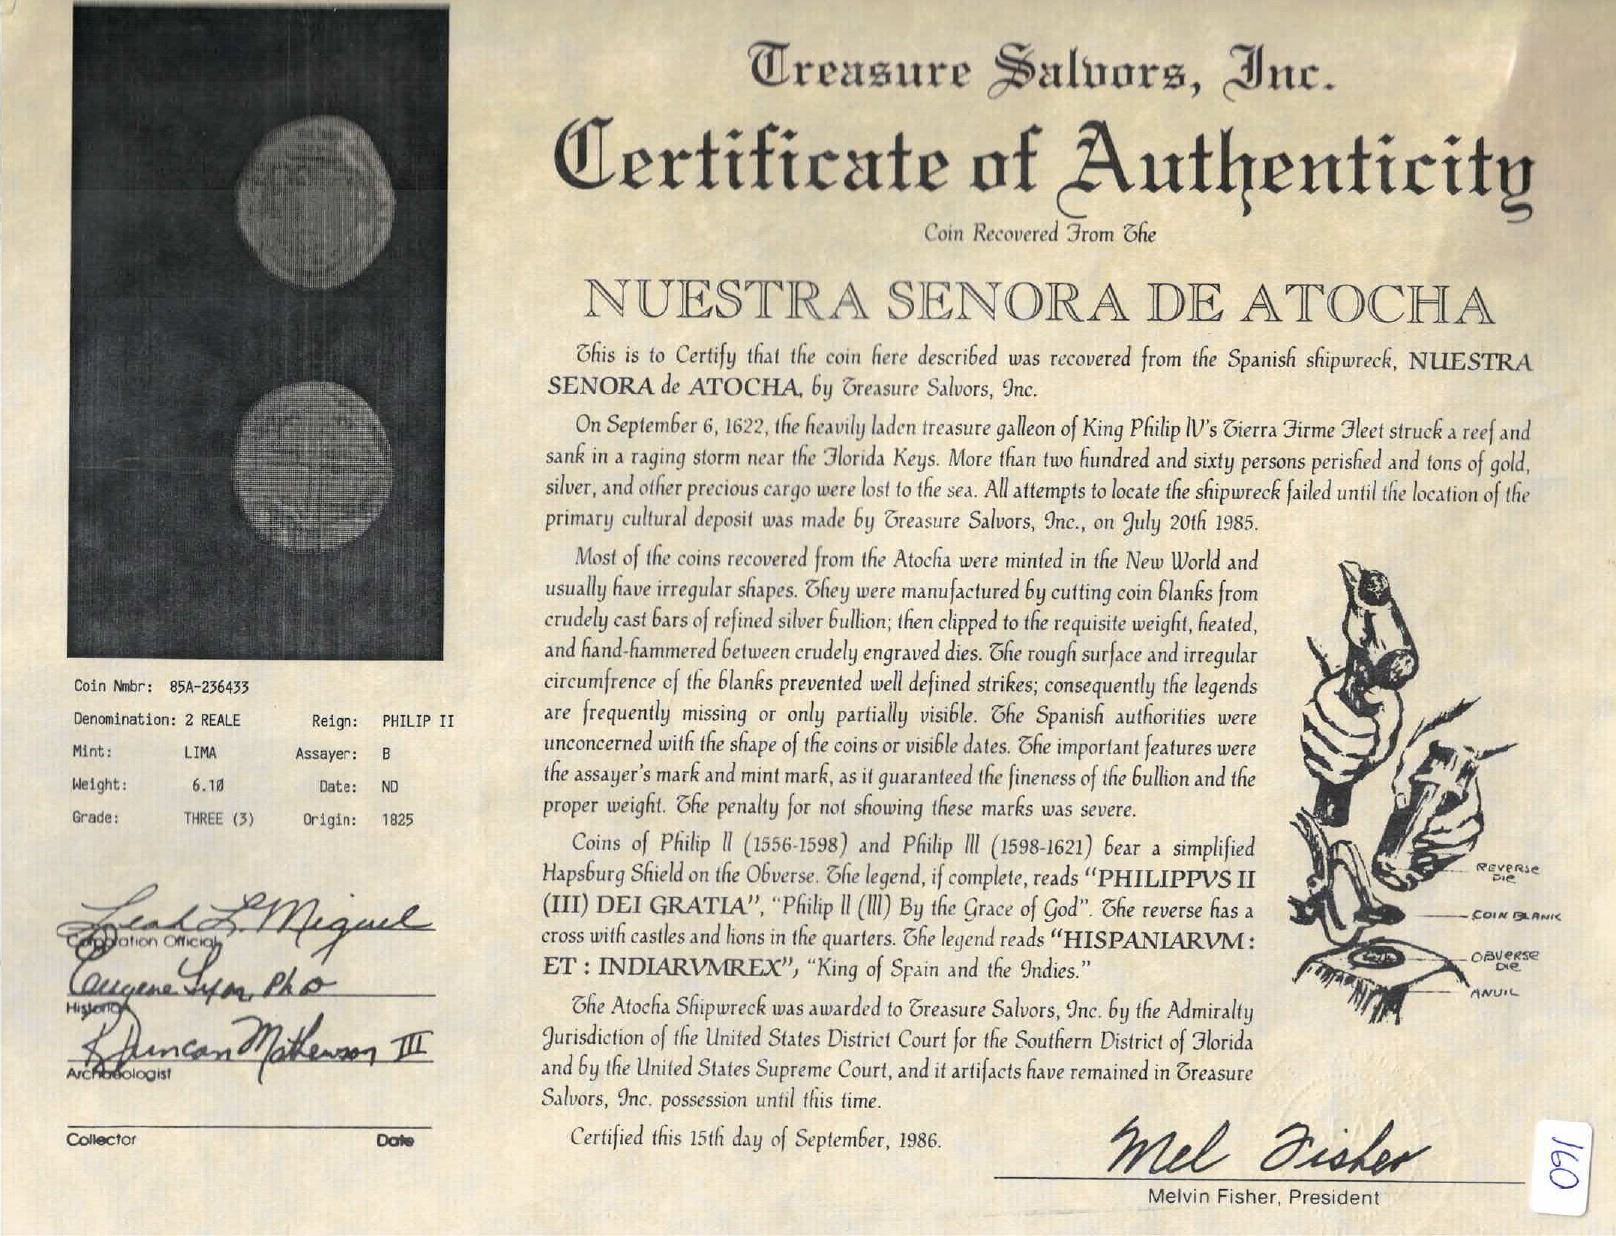 Treasure Salvors, Inc.
Certificate of Authenticity
Coin Recovered From The
NUESTRA SENORA DE ATOCHA
This is to Certify that the coin here described was recovered from the Spanish shipwreck, NUESTRA
SENORA de ATOCHA, by Treasure Salvors, Inc.
On September 6, 1622, the heavily laden treasure galleon of King Philip IV's Tierra Firme Fleet struck a reef and
sank in a raging storm near the Florida Keys. More than two hundred and sixty persons perished and tons of gold,
silver, and other precious cargo were lost to the sea. All attempts to locate the shipwreck failed until the location of the
primary cultural deposit was made by Treasure Salvors, Inc., on July 20th 1985.
Most of the coins recovered from the Atocha were minted in the New World and
usually have irregular shapes. They were manufactured by cutting coin blanks from
crudely cast bars of refined silver bullion; then clipped to the requisite weight, heated,
and hand-hammered between crudely engraved dies. The rough surface and irregular
circumfrence of the blanks prevented well defined strikes; consequently the legends
are frequently missing or only partially visible. The Spanish authorities were
unconcerned with the shape of the coins or visible dates. The important features were
the assayer's mark and mint mark, as it guaranteed the fineness of the bullion and the
proper weight. The penalty for not showing these marks was severe.
Coins of Philip II (1556-1598) and Philip III (1598-1621) bear a simplified
Hapsburg Shield on the Obverse. The legend, if complete, reads "PHILIPPVS II
(III) DEI GRATIA", "Philip II (III) By the Grace of God". The reverse has a
cross with castles and lions in the quarters. The legend reads "HISPANIARVM :
ET : INDIARVMREX", "King of Spain and the Indies."
The Atocha Shipwreck was awarded to Treasure Salvors, Inc. by the Admiralty
Jurisdiction of the United States District Court for the Southern District of Florida
and by the United States Supreme Court, and it artifacts have remained in Treasure
Salvors, Inc. possession until this time.
Certified this 15th day of September, 1986.
Mel Fisher
Melvin Fisher, President
REVERSE
DIE
COIN BLANK
OBVERSE
DIE
ANVIL
Coin Nmbr: 85A-236433
Denomination: 2 REALE Reign: PHILIP II
Mint: LIMA Assayer: B
Weight: 6.10 Date: ND
Grade: THREE (3) Origin: 1825
Leah L. Miguel
Corporation Official
Eugene Lyon, PhD
Historian
R Duncan Mathewson III
Archaeologist
Collector Date
160